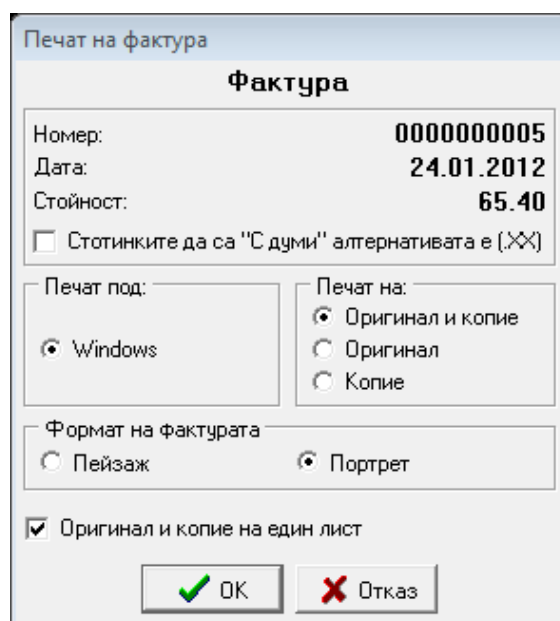 Печат на фактура
Фактура
Номер: 0000000005
Дата: 24.01.2012
Стойност: 65.40
Стотинките да са "С думи" алтернативата е (.XX)
Печат под: Печат на:
Оригинал и копие
Windows Оригинал
Копие
Формат на фактурата
Пейзаж Портрет
Оригинал и копие на един лист
OK Отказ